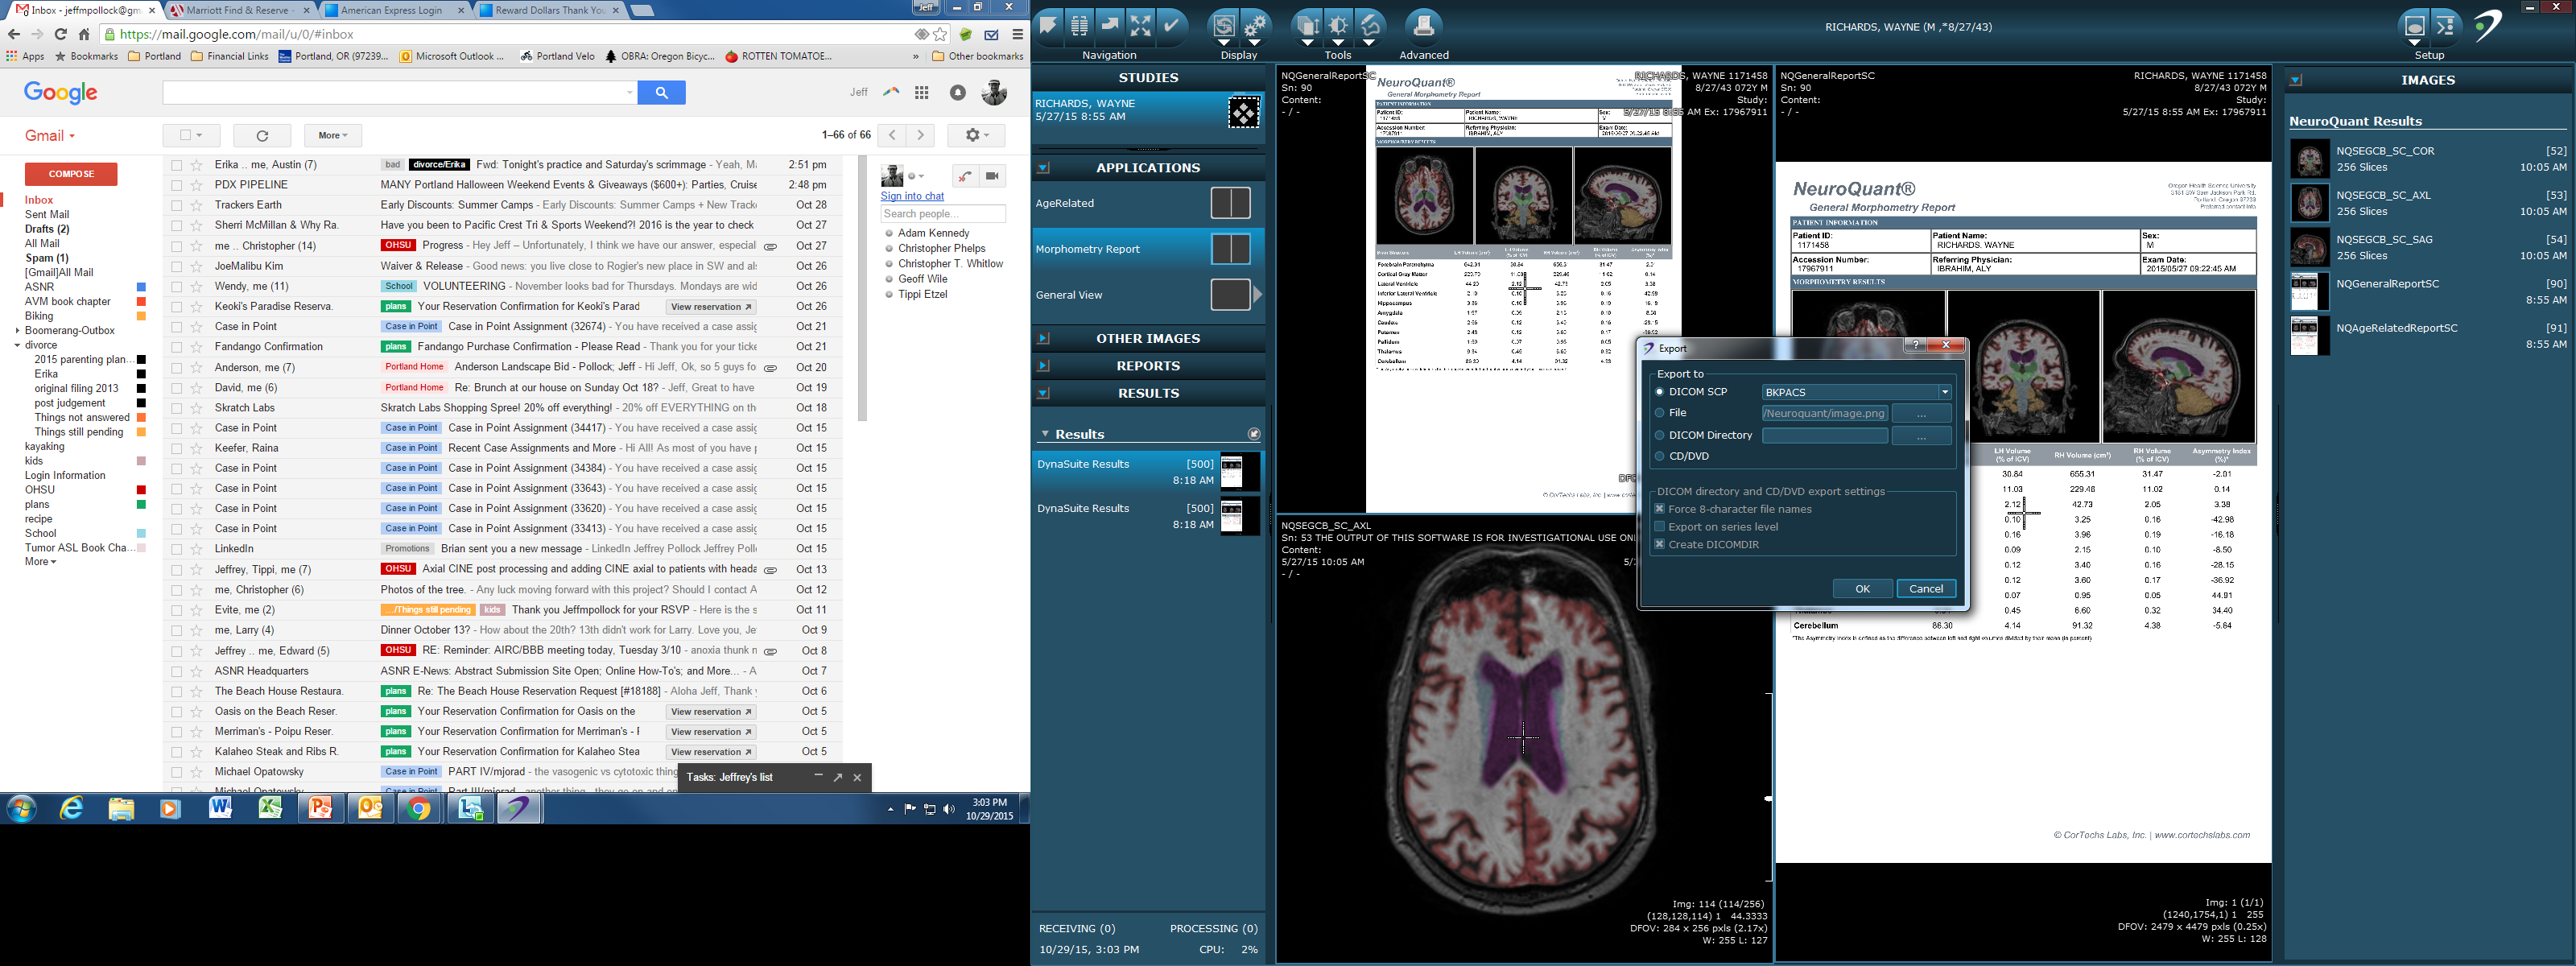 Inbox - jeffmpollock@gm
Marriott Find & Reserve -
American Express Login
Reward Dollars Thank Yo
Jeff
https://mail.google.com/mail/u/0/#inbox
Apps
Bookmarks
Portland
Financial Links
Portland, OR (97239...
Microsoft Outlook ...
Portland Velo
OBRA: Oregon Bicyc...
ROTTEN TOMATOE...
»
Other bookmarks
Google
Jeff
Gmail
More
1–66 of 66
COMPOSE
Inbox
Sent Mail
Drafts (2)
All Mail
Spam (1)
[Gmail]All Mail
ASNR
AVM book chapter
Biking
Boomerang-Outbox
divorce
2015 parenting plan...
Erika
original filing 2013
post judgement
Things not answered
Things still pending
kayaking
kids
Login Information
OHSU
plans
recipe
School
Tumor ASL Book Cha...
More
Erika .. me, Austin (7) bad divorce/Erika Fwd: Tonight's practice and Saturday's scrimmage - Yeah, Ma 2:51 pm
PDX PIPELINE MANY Portland Halloween Weekend Events & Giveaways ($600+): Parties, Cruise 2:48 pm
Trackers Earth Early Discounts: Summer Camps - Early Discounts: Summer Camps + New Track Oct 28
Sherri McMillan & Why Ra. Have you been to Pacific Crest Tri & Sports Weekend?! 2016 is the year to check Oct 27
me .. Christopher (14) OHSU Progress - Hey Jeff – Unfortunately, I think we have our answer, especial Oct 27
JoeMalibu Kim Waiver & Release - Good news: you live close to Rogier's new place in SW and al Oct 26
Wendy, me (11) School VOLUNTEERING - November looks bad for Thursdays. Mondays are wid Oct 26
Keoki's Paradise Reserva. plans Your Reservation Confirmation for Keoki's Parad View reservation Oct 26
Case in Point Case in Point Case in Point Assignment (32674) - You have received a case assig Oct 21
Fandango Confirmation plans Fandango Purchase Confirmation - Please Read - Thank you for your ticke Oct 21
Anderson, me (7) Portland Home Anderson Landscape Bid - Pollock; Jeff - Hi Jeff, Ok, so 5 guys fo Oct 20
David, me (6) Portland Home Re: Brunch at our house on Sunday Oct 18? - Jeff, Great to have Oct 19
Skratch Labs Skratch Labs Shopping Spree! 20% off everything! - 20% off EVERYTHING on th Oct 18
Case in Point Case in Point Case in Point Assignment (34417) - You have received a case assig Oct 15
Keefer, Raina Case in Point Recent Case Assignments and More - Hi All! As most of you have p Oct 15
Case in Point Case in Point Case in Point Assignment (34384) - You have received a case assig Oct 15
Case in Point Case in Point Case in Point Assignment (33643) - You have received a case assig Oct 15
Case in Point Case in Point Case in Point Assignment (33620) - You have received a case assig Oct 15
Case in Point Case in Point Case in Point Assignment (33413) - You have received a case assig Oct 15
LinkedIn Promotions Brian sent you a new message - LinkedIn Jeffrey Pollock Jeffrey Poll Oct 15
Jeffrey, Tippi, me (7) OHSU Axial CINE post processing and adding CINE axial to patients with heada Oct 13
me, Christopher (6) Photos of the tree. - Any luck moving forward with this project? Should I contact A Oct 12
Evite, me (2) .../Things still pending kids Thank you Jeffmpollock for your RSVP - Here is the s Oct 11
me, Larry (4) Dinner October 13? - How about the 20th? 13th didn't work for Larry. Love you, Je Oct 9
Jeffrey .. me, Edward (5) OHSU RE: Reminder: AIRC/BBB meeting today, Tuesday 3/10 - anoxia thunk n Oct 8
ASNR Headquarters ASNR E-News: Abstract Submission Site Open; Online How-To's; and More... - A Oct 7
The Beach House Restaura. plans Re: The Beach House Reservation Request [#18188] - Aloha Jeff, Thank y Oct 6
Oasis on the Beach Reser. plans Your Reservation Confirmation for Oasis on the View reservation Oct 5
Merriman's - Poipu Reser. plans Your Reservation Confirmation for Merriman's - F View reservation Oct 5
Kalaheo Steak and Ribs R. plans Your Reservation Confirmation for Kalaheo Stea View reservation Oct 5
Michael Opatowsky Case in Point PART IV/mjorad - the vasogenic vs cytotoxic thing
Sign into chat
Search people...
Adam Kennedy
Christopher Phelps
Christopher T. Whitlow
Geoff Wile
Tippi Etzel
Tasks: Jeffrey's list
3:03 PM
10/29/2015
Navigation
Display
Tools
Advanced
RICHARDS, WAYNE (M ,*8/27/43)
Setup
STUDIES
RICHARDS, WAYNE
5/27/15 8:55 AM
APPLICATIONS
AgeRelated
Morphometry Report
General View
OTHER IMAGES
REPORTS
RESULTS
Results
DynaSuite Results [500]
8:18 AM
DynaSuite Results [500]
8:18 AM
RECEIVING (0) PROCESSING (0)
10/29/15, 3:03 PM CPU: 2%
NQGeneralReportSC
Sn: 90
Content:
- / -
RICHARDS, WAYNE 1171458
8/27/43 072Y M
Study:
5/27/15 8:55 AM Ex: 17967911
NeuroQuant®
General Morphometry Report
NQSEGCB_SC_AXL
Sn: 53 THE OUTPUT OF THIS SOFTWARE IS FOR INVESTIGATIONAL USE ON
Content:
5/27/15 10:05 AM
- / -
Img: 114 (114/256)
(128,128,114) 1 44.3333
DFOV: 284 x 256 pxls (2.17x)
W: 255 L: 127
NQGeneralReportSC
Sn: 90
Content:
- / -
RICHARDS, WAYNE 1171458
8/27/43 072Y M
Study:
5/27/15 8:55 AM Ex: 17967911
NeuroQuant®
General Morphometry Report
PATIENT INFORMATION
Patient ID: Patient Name: Sex:
1171458 RICHARDS, WAYNE M
Accession Number: Referring Physician: Exam Date:
17967911 IBRAHIM, ALY 2015/05/27 09:22:45 AM
MORPHOMETRY RESULTS
LH Volume (% of ICV) RH Volume (cm³) RH Volume (% of ICV) Asymmetry Index (%)*
30.84 655.31 31.47 -2.01
11.03 229.46 11.02 0.14
2.12 42.73 2.05 3.38
0.10 3.25 0.16 -42.98
0.16 3.96 0.19 -16.18
0.09 2.15 0.10 -8.50
0.12 3.40 0.16 -28.15
0.12 3.60 0.17 -36.92
0.07 0.95 0.05 44.81
0.45 6.60 0.32 34.40
Cerebellum 86.30 4.14 91.32 4.38 -5.64
*The Asymmetry Index is defined as the difference between left and right volumes divided by their mean (in percent)
© CorTechs Labs, Inc. | www.cortechslabs.com
Img: 1 (1/1)
(1240,1754,1) 1 255
DFOV: 2479 x 4479 pxls (0.25x)
W: 255 L: 128
Export
Export to
DICOM SCP BKPACS
File /Neuroquant/image.png ...
DICOM Directory ...
CD/DVD
DICOM directory and CD/DVD export settings
Force 8-character file names
Export on series level
Create DICOMDIR
OK Cancel
IMAGES
NeuroQuant Results
NQSEGCB_SC_COR [52]
256 Slices 10:05 AM
NQSEGCB_SC_AXL [53]
256 Slices 10:05 AM
NQSEGCB_SC_SAG [54]
256 Slices 10:05 AM
NQGeneralReportSC [90]
8:55 AM
NQAgeRelatedReportSC [91]
8:55 AM